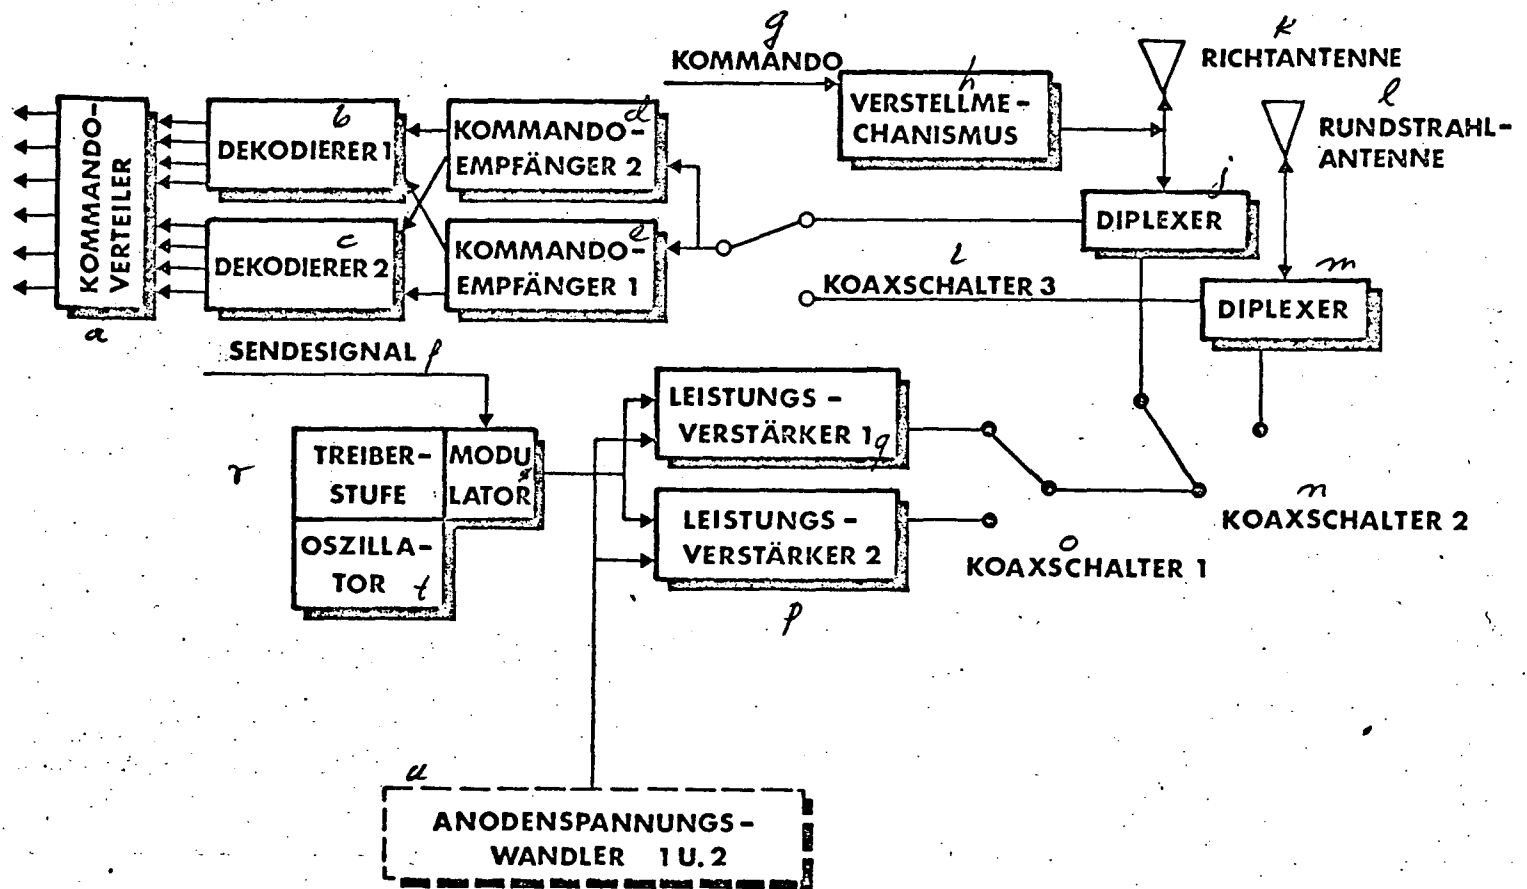 g
KOMMANDO
h
VERSTELLME-
CHANISMUS
k
RICHTANTENNE
l
RUNDSTRAHL-
ANTENNE
KOMMANDO-
VERTEILER
a
b
DEKODIERER 1
c
DEKODIERER 2
d
KOMMANDO-
EMPFÄNGER 2
e
KOMMANDO-
EMPFÄNGER 1
j
DIPLEXER
i
KOAXSCHALTER 3
m
DIPLEXER
SENDESIGNAL f
r
TREIBER-
STUFE
MODU
LATOR
OSZILLA-
TOR t
LEISTUNGS-
VERSTÄRKER 1 q
LEISTUNGS-
VERSTÄRKER 2
p
n
KOAXSCHALTER 2
o
KOAXSCHALTER 1
u
ANODENSPANNUNGS-
WANDLER 1 U. 2